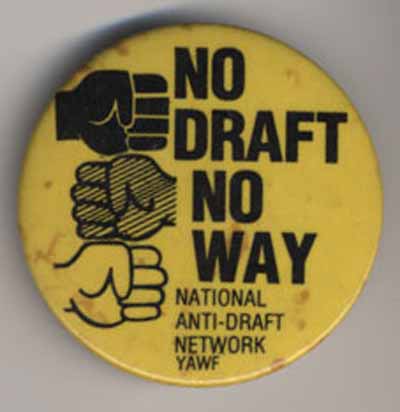 NO
DRAFT
NO
WAY
NATIONAL
ANTI-DRAFT
NETWORK
YAWF